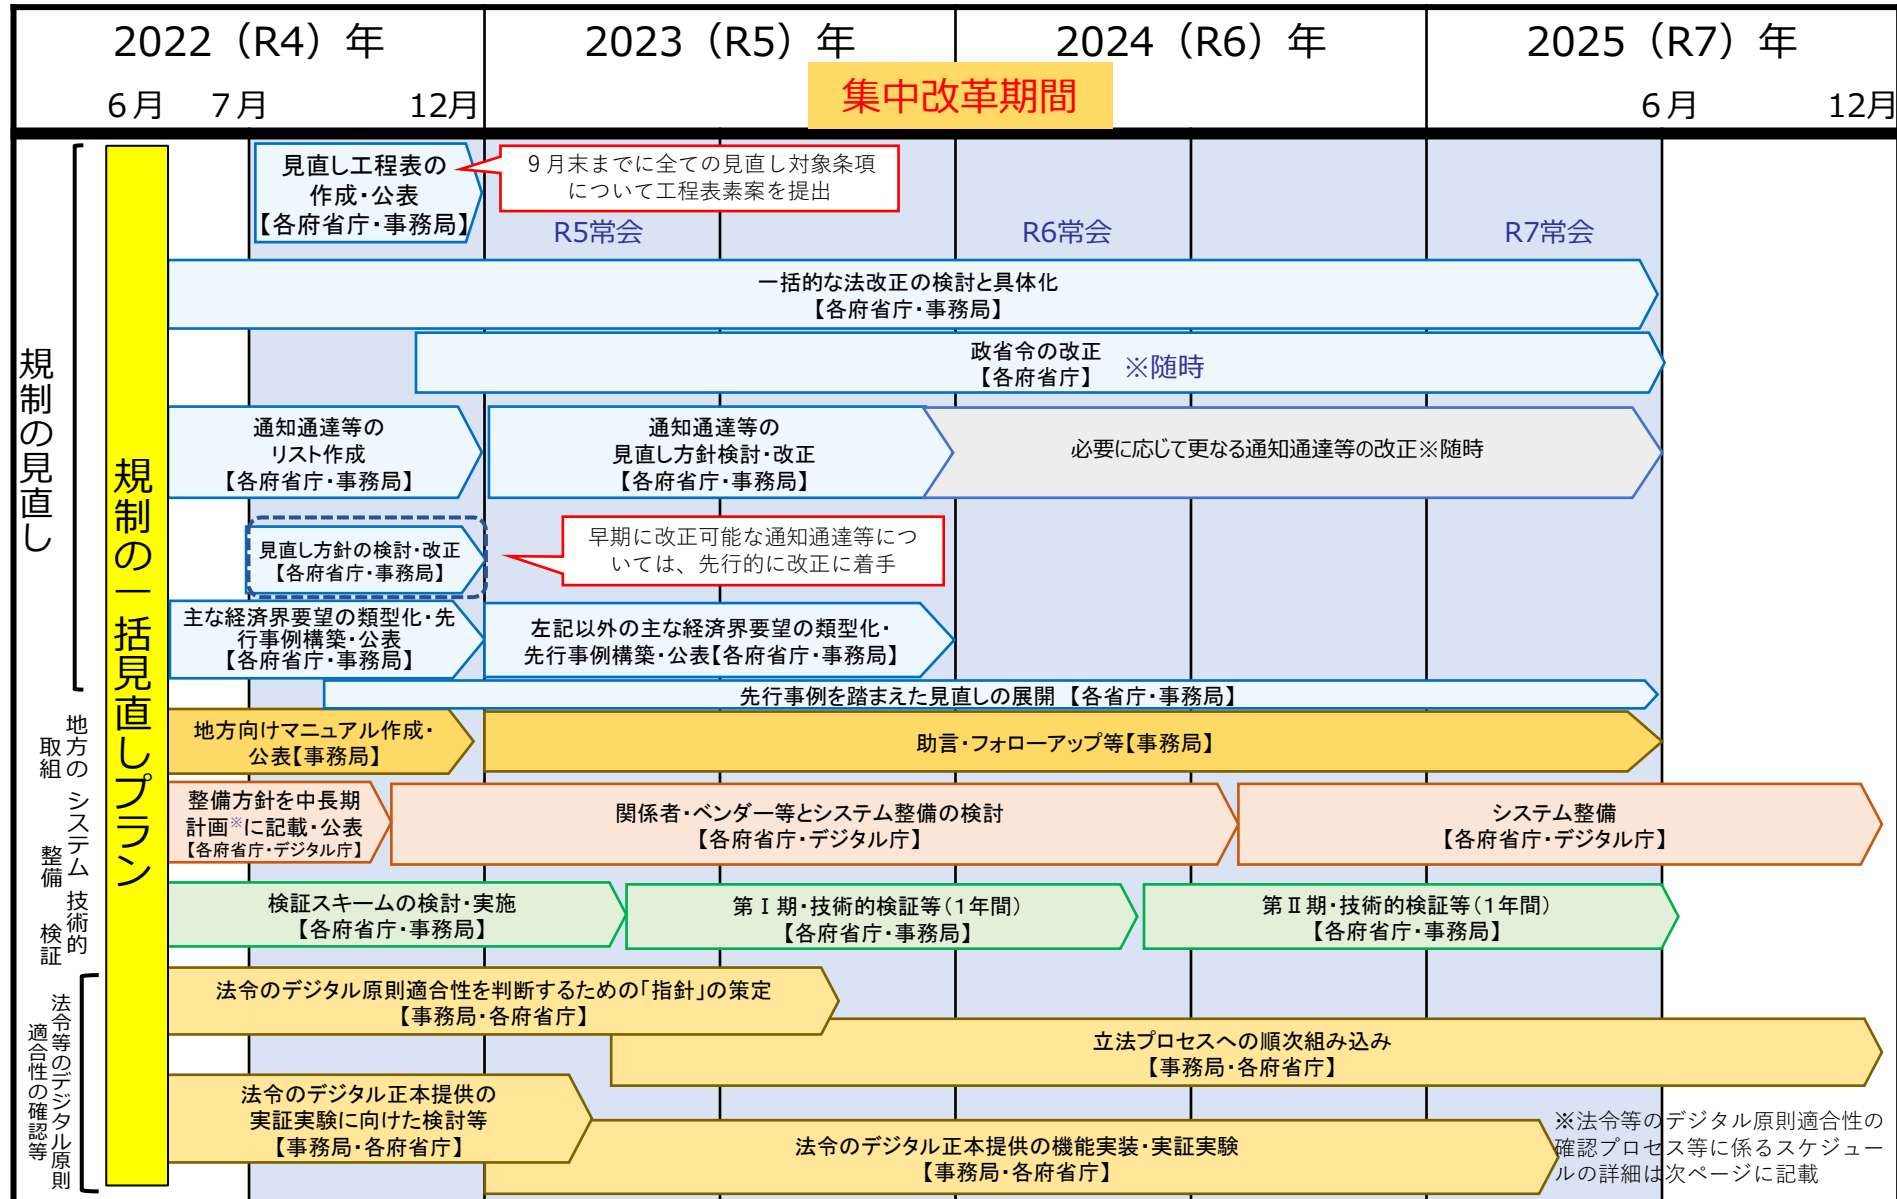 2022（R4）年
2023（R5）年
2024（R6）年
2025（R7）年
集中改革期間
６月
７月
12月
６月
12月
規制の見直し
規制の一括見直しプラン
見直し工程表の
作成・公表
【各府省庁・事務局】
９月末までに全ての見直し対象条項
について工程表素案を提出
R5常会
R6常会
R7常会
一括的な法改正の検討と具体化
【各府省庁・事務局】
政省令の改正
【各府省庁】
※随時
通知通達等の
リスト作成
【各府省庁・事務局】
通知通達等の
見直し方針検討・改正
【各府省庁・事務局】
必要に応じて更なる通知通達等の改正※随時
見直し方針の検討・改正
【各府省庁・事務局】
早期に改正可能な通知通達等につ
いては、先行的に改正に着手
主な経済界要望の類型化・先
行事例構築・公表
【各府省庁・事務局】
左記以外の主な経済界要望の類型化・
先行事例構築・公表【各府省庁・事務局】
先行事例を踏まえた見直しの展開 【各省庁・事務局】
地方の
取組
地方向けマニュアル作成・
公表【事務局】
助言・フォローアップ等【事務局】
システム
整備
整備方針を中長期
計画※に記載・公表
【各府省庁・デジタル庁】
関係者・ベンダー等とシステム整備の検討
【各府省庁・デジタル庁】
システム整備
【各府省庁・デジタル庁】
技術的
検証
検証スキームの検討・実施
【各府省庁・事務局】
第Ⅰ期・技術的検証等（１年間）
【各府省庁・事務局】
第Ⅱ期・技術的検証等（１年間）
【各府省庁・事務局】
法令等のデジタル原則
適合性の確認等
法令のデジタル原則適合性を判断するための「指針」の策定
【事務局・各府省庁】
立法プロセスへの順次組み込み
【事務局・各府省庁】
法令のデジタル正本提供の
実証実験に向けた検討等
【事務局・各府省庁】
法令のデジタル正本提供の機能実装・実証実験
【事務局・各府省庁】
※法令等のデジタル原則適合性の
確認プロセス等に係るスケジュー
ルの詳細は次ページに記載